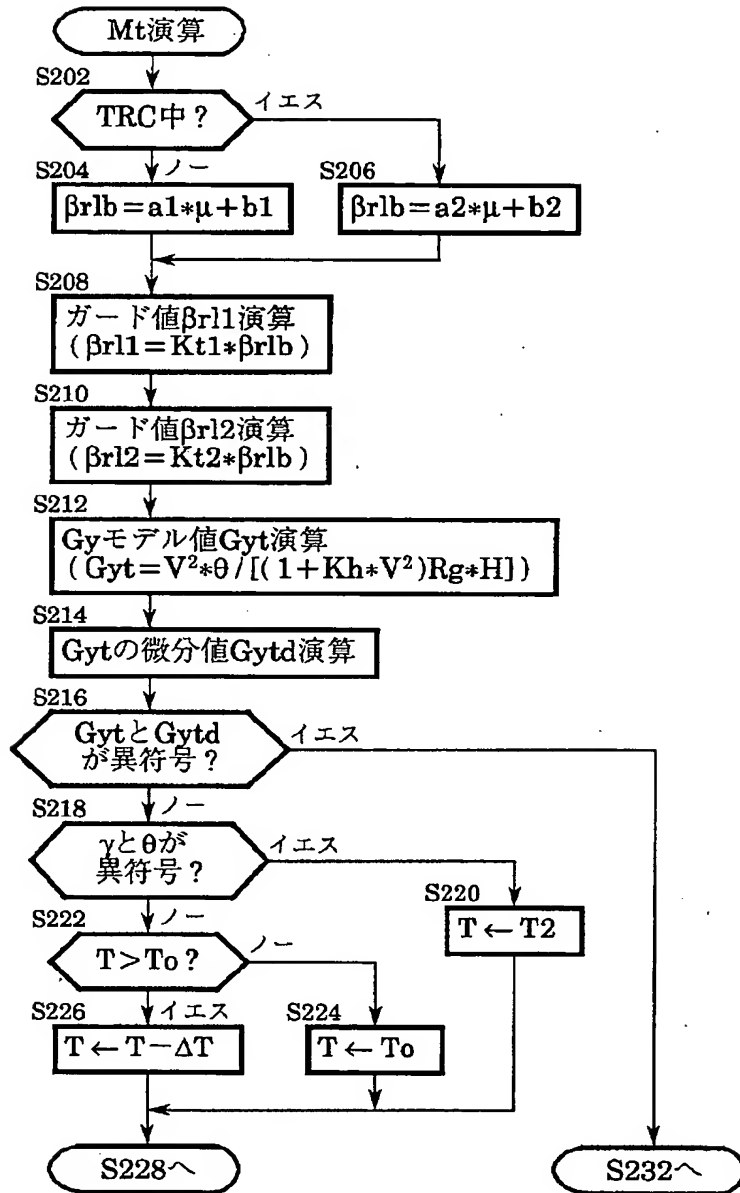 Mt演算
S202
TRC中?
イエス
S204
ノー
S206
βrlb=a1*μ+b1
βrlb=a2*μ+b2
S208
ガード値βrl1演算
(βrl1=Kt1*βrlb)
S210
ガード値βrl2演算
(βrl2=Kt2*βrlb)
S212
Gyモデル値Gyt演算
(Gyt=V²*θ/[(1+Kh*V²)Rg*H])
S214
Gytの微分値Gytd演算
S216
GytとGytd
が異符号?
イエス
S218
ノー
γとθが
異符号?
イエス
S220
T←T2
S222
ノー
T>To?
ノー
S226
イエス
S224
T←T-ΔT
T←To
S228へ
S232へ